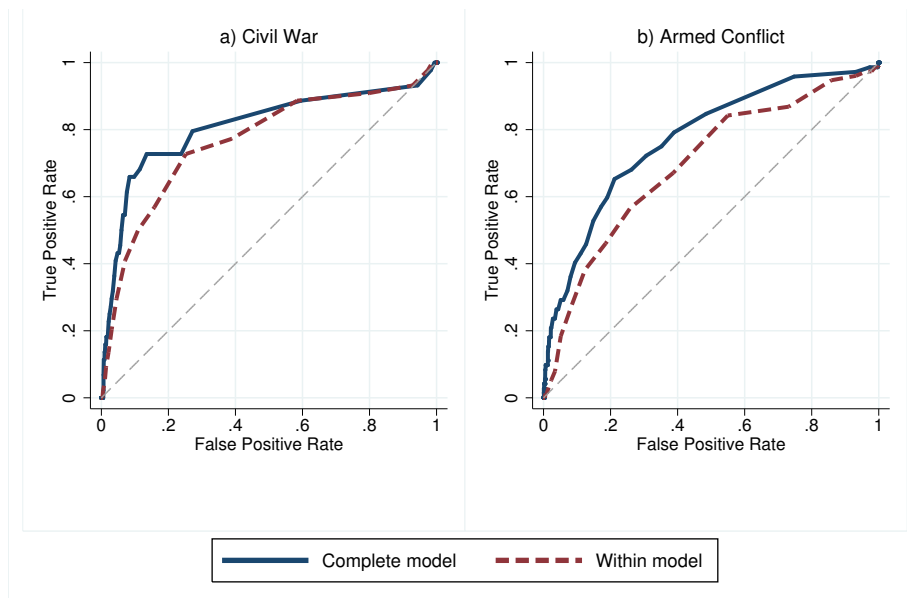 a) Civil War
True Positive Rate
1
.8
.6
.4
.2
0
0 .2 .4 .6 .8 1
False Positive Rate
b) Armed Conflict
True Positive Rate
1
.8
.6
.4
.2
0
0 .2 .4 .6 .8 1
False Positive Rate
Complete model Within model